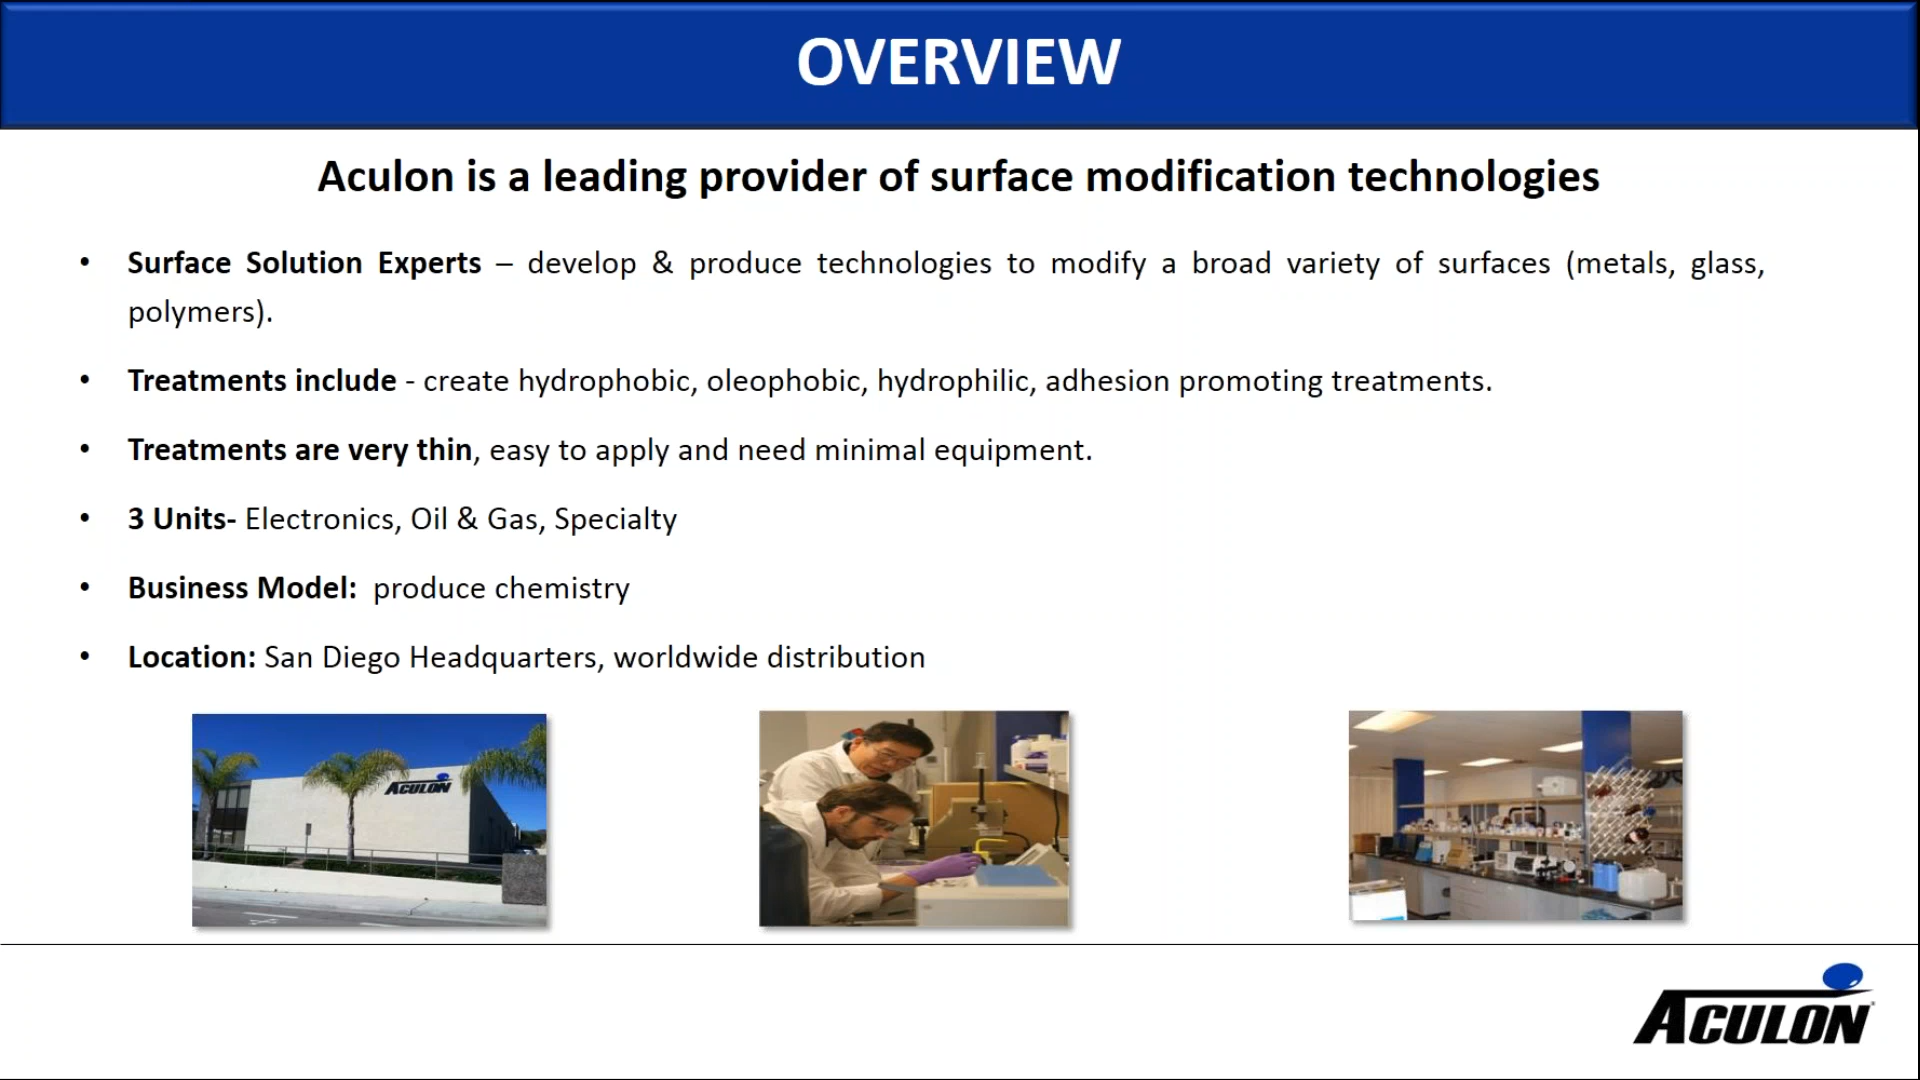 OVERVIEW
Aculon is a leading provider of surface modification technologies
• Surface Solution Experts – develop & produce technologies to modify a broad variety of surfaces (metals, glass,
polymers).
• Treatments include - create hydrophobic, oleophobic, hydrophilic, adhesion promoting treatments.
• Treatments are very thin, easy to apply and need minimal equipment.
• 3 Units- Electronics, Oil & Gas, Specialty
• Business Model: produce chemistry
• Location: San Diego Headquarters, worldwide distribution
ACULON
ACULON